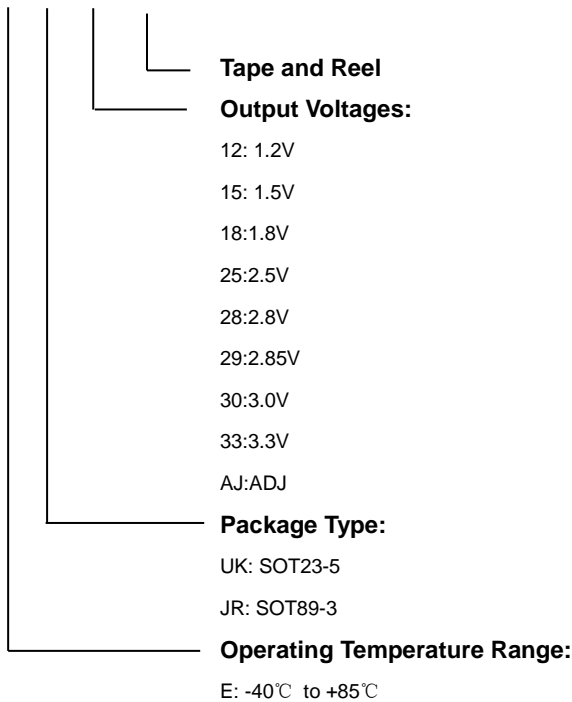 Tape and Reel
Output Voltages:
12: 1.2V
15: 1.5V
18:1.8V
25:2.5V
28:2.8V
29:2.85V
30:3.0V
33:3.3V
AJ:ADJ
Package Type:
UK: SOT23-5
JR: SOT89-3
Operating Temperature Range:
E: -40℃ to +85℃